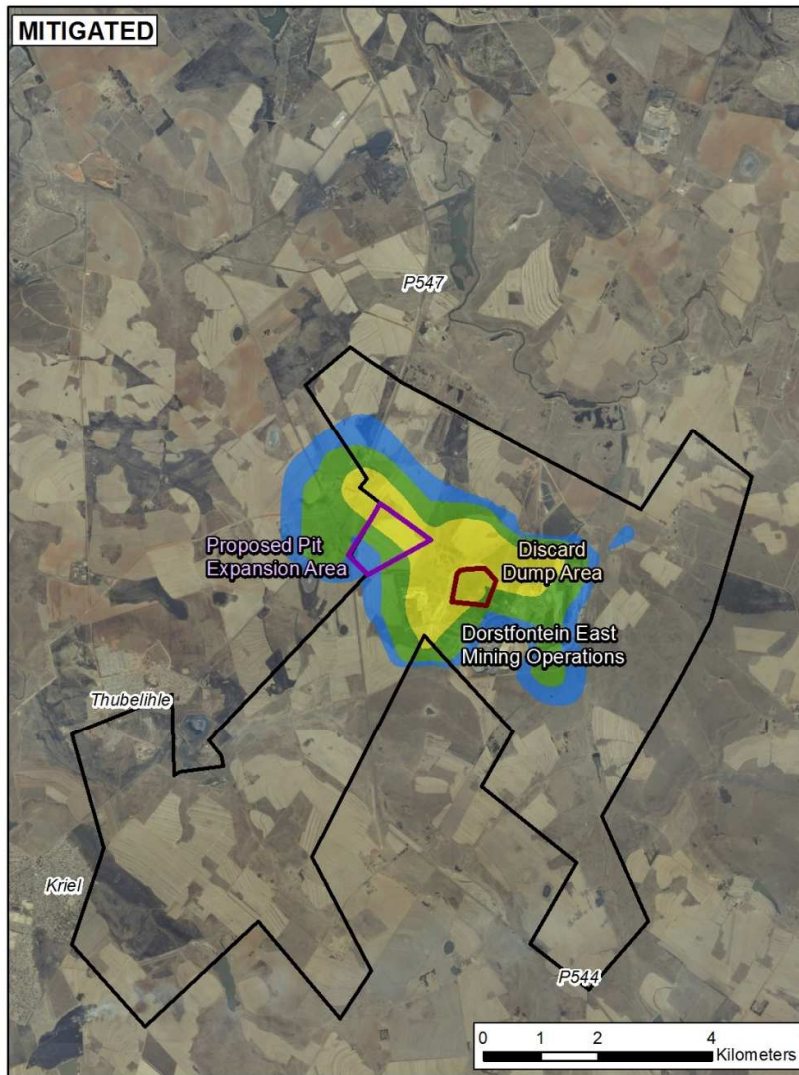 MITIGATED
P547
Proposed Pit
Expansion Area
Discard
Dump Area
Dorstfontein East
Mining Operations
Thubelihle
Kriel
P544
0 1 2 4
Kilometers